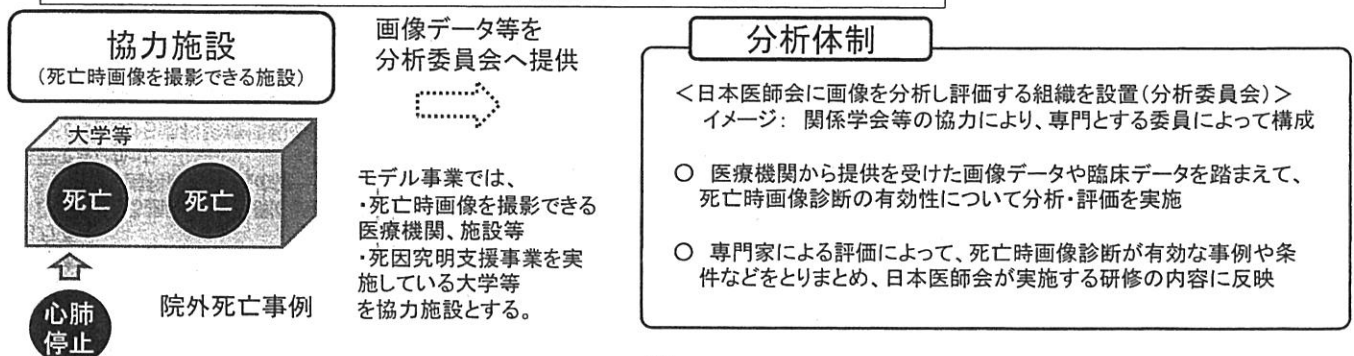 協力施設
(死亡時画像を撮影できる施設)
大学等
死亡
死亡
心肺
停止
院外死亡事例
画像データ等を
分析委員会へ提供
モデル事業では、
・死亡時画像を撮影できる
医療機関、施設等
・死因究明支援事業を実
施している大学等
を協力施設とする。
分析体制
＜日本医師会に画像を分析し評価する組織を設置(分析委員会)＞
イメージ： 関係学会等の協力により、専門とする委員によって構成
○ 医療機関から提供を受けた画像データや臨床データを踏まえて、
死亡時画像診断の有効性について分析・評価を実施
○ 専門家による評価によって、死亡時画像診断が有効な事例や条
件などをとりまとめ、日本医師会が実施する研修の内容に反映